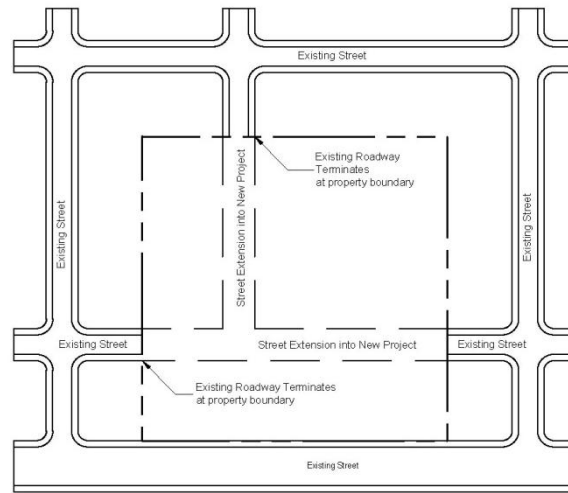 Existing Street
Existing Roadway
Terminates
at property boundary
Existing Street
Street Extension into New Project
Existing Street
Existing Street
Street Extension into New Project
Existing Street
Existing Roadway Terminates
at property boundary
Existing Street